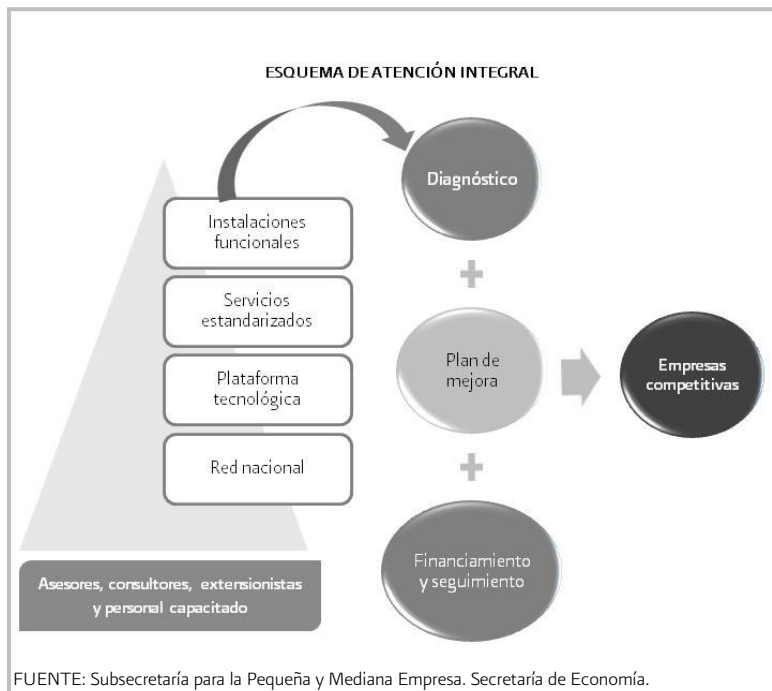 ESQUEMA DE ATENCIÓN INTEGRAL
Instalaciones
funcionales
Servicios
estandarizados
Plataforma
tecnológica
Red nacional
Asesores, consultores, extensionistas
y personal capacitado
Diagnóstico
+
Plan de
mejora
+
Financiamiento
y seguimiento
Empresas
competitivas
FUENTE: Subsecretaría para la Pequeña y Mediana Empresa. Secretaría de Economía.